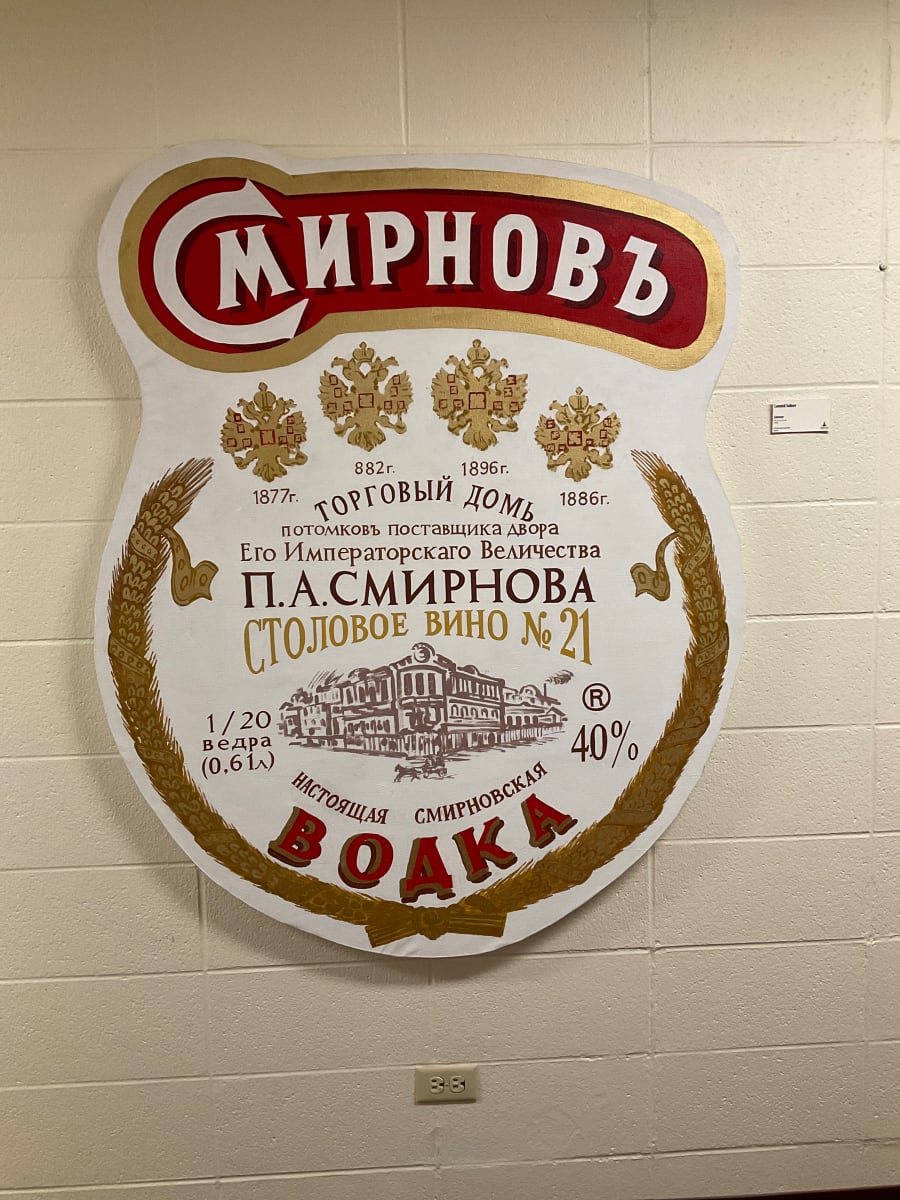 СМИРНОВЪ
1877г. 882г. 1896г. 1886г.
ТОРГОВЫЙ ДОМЬ
ПОТОМКОВЪ ПОСТАВЩИКА ДВОРА
Его Императорскаго Величества
П.А.СМИРНОВА
СТОЛОВОЕ ВИНО № 21
1/20
ведра
(0,61л)
®
40%
НАСТОЯЩАЯ СМИРНОВСКАЯ
ВОДКА